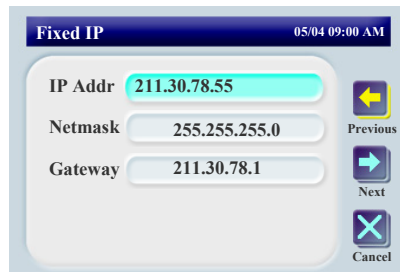 Fixed IP 05/04 09:00 AM
IP Addr 211.30.78.55
Netmask 255.255.255.0
Gateway 211.30.78.1
Previous
Next
Cancel